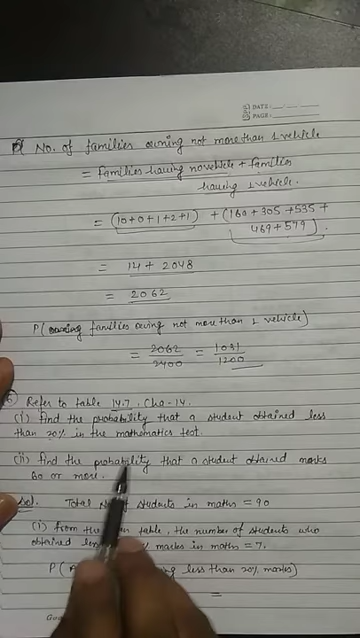 DATE:
PAGE:
No. of families owning not more than 1 vehicle
= families having no vehicle + families
having 1 vehicle.
= (10+0+1+2+1) + (160+305+535+
469+579)
= 14 + 2048
= 2062
P( families owing not more than 1 vehicle)
= 2062/2400 = 1031/1200
Refer to table 14.7, Cha-14.
(i) find the probability that a student obtained less
than 20% in the mathematics test.
(ii) find the probability that a student obtained marks
60 or more.
Sol. Total No of students in maths = 90
(i) from the table, the number of students who
obtained marks in maths = 7.
P( less than 20% marks)
=